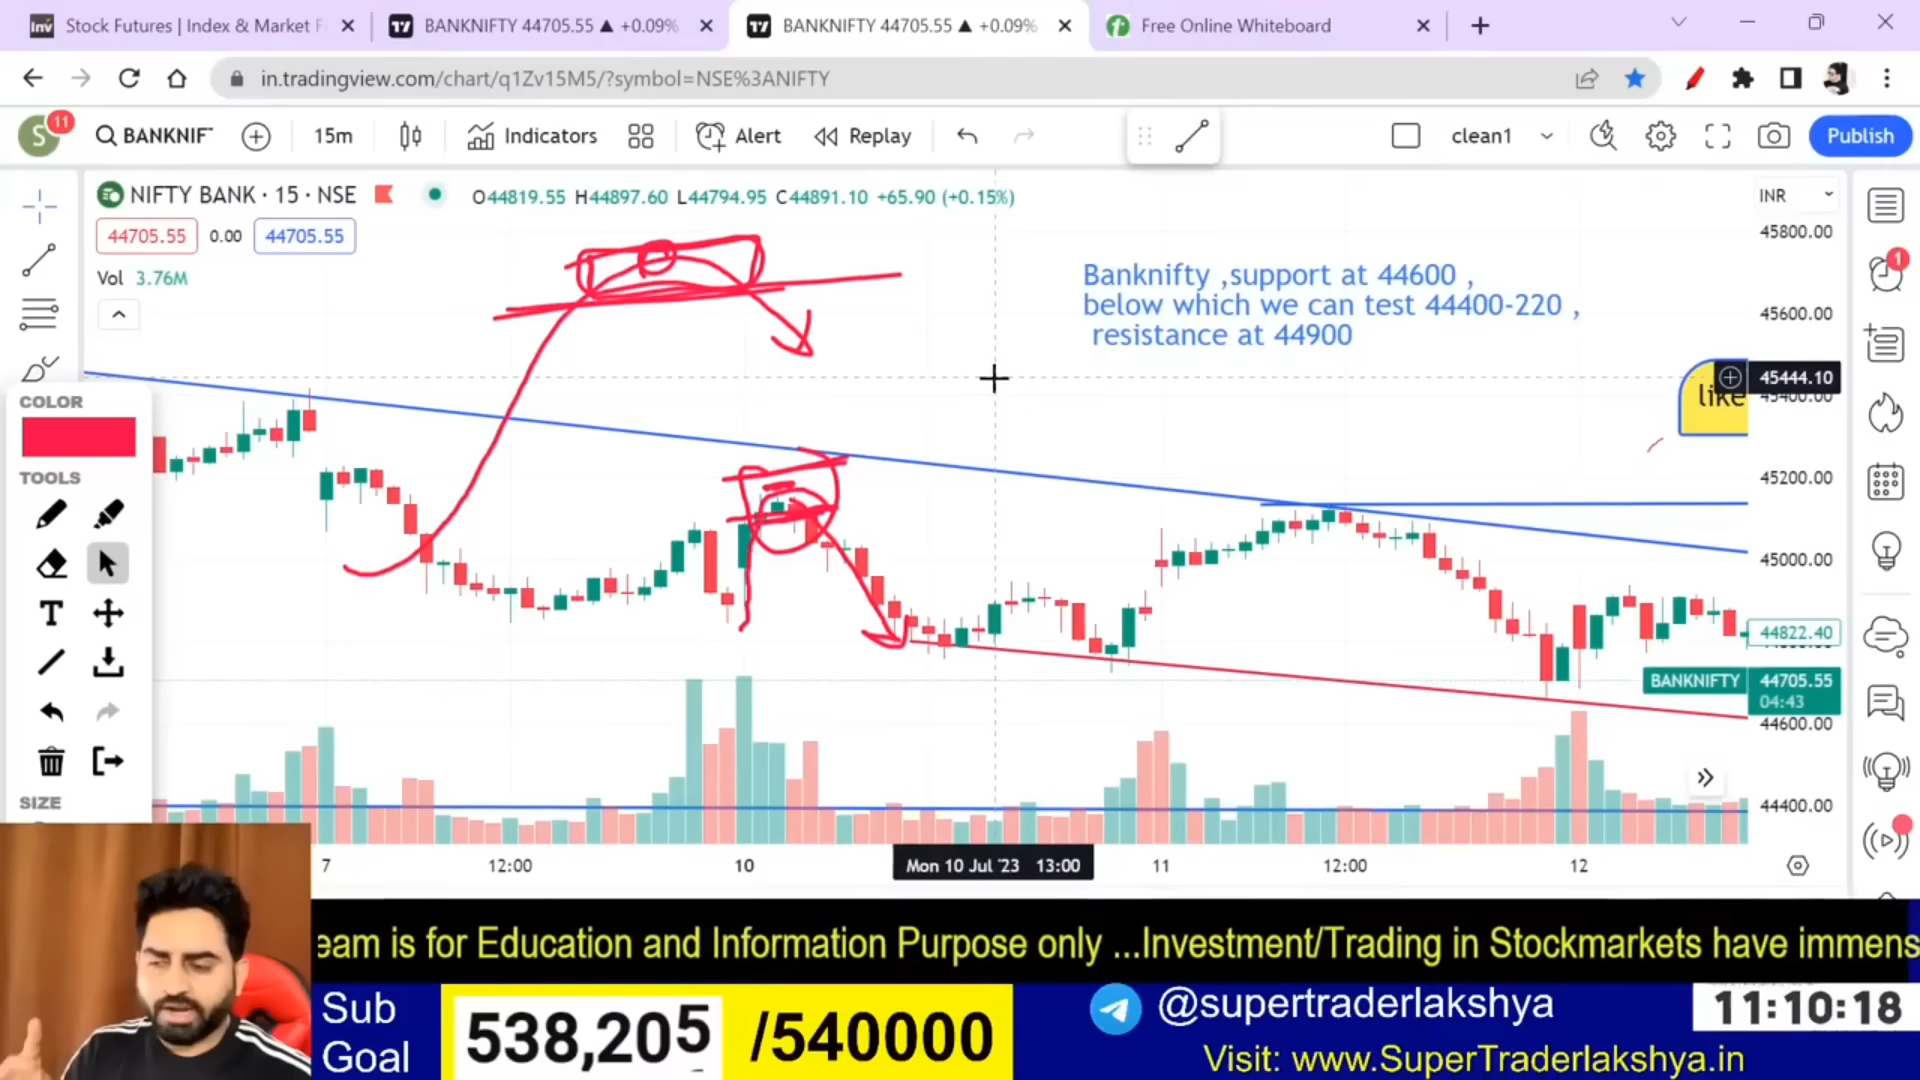 Stock Futures | Index & Market F
BANKNIFTY 44705.55 ▲ +0.09%
BANKNIFTY 44705.55 ▲ +0.09%
Free Online Whiteboard
in.tradingview.com/chart/q1Zv15M5/?symbol=NSE%3ANIFTY
S
11
BANKNIF
15m
Indicators
Alert
Replay
clean1
Publish
NIFTY BANK · 15 · NSE
O44819.55 H44897.60 L44794.95 C44891.10 +65.90 (+0.15%)
INR
44705.55
0.00
44705.55
Vol 3.76M
45800.00
Banknifty ,support at 44600 ,
below which we can test 44400-220 ,
resistance at 44900
45600.00
1
45444.10
like
COLOR
45200.00
TOOLS
45000.00
T
44822.40
BANKNIFTY 44705.55
04:43
44600.00
SIZE
44400.00
7
12:00
10
Mon 10 Jul '23 13:00
11
12:00
12
eam is for Education and Information Purpose only ...Investment/Trading in Stockmarkets have immens
Sub
Goal
538,205
/540000
@supertraderlakshya
Visit: www.SuperTraderlakshya.in
11:10:18